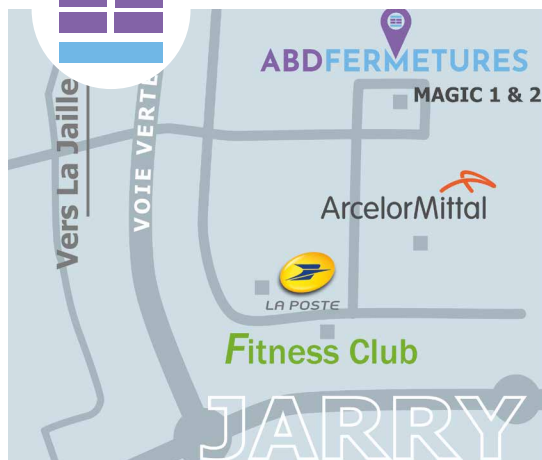 ABDFERMETURES
MAGIC 1 & 2
Vers La Jaille
VOIE VERTE
ArcelorMittal
LA POSTE
Fitness Club
JARRY